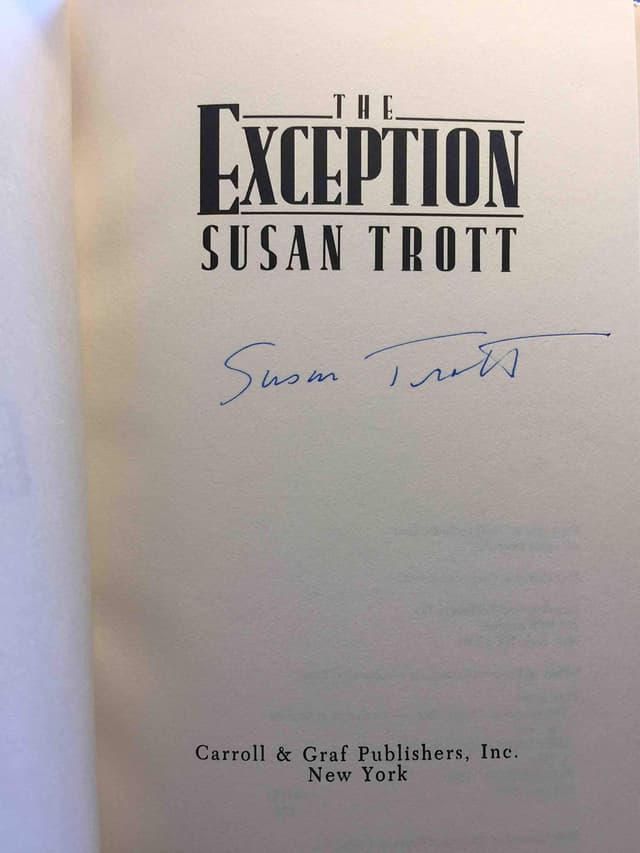 THE
EXCEPTION
SUSAN TROTT
Susan Trott
Carroll & Graf Publishers, Inc.
New York